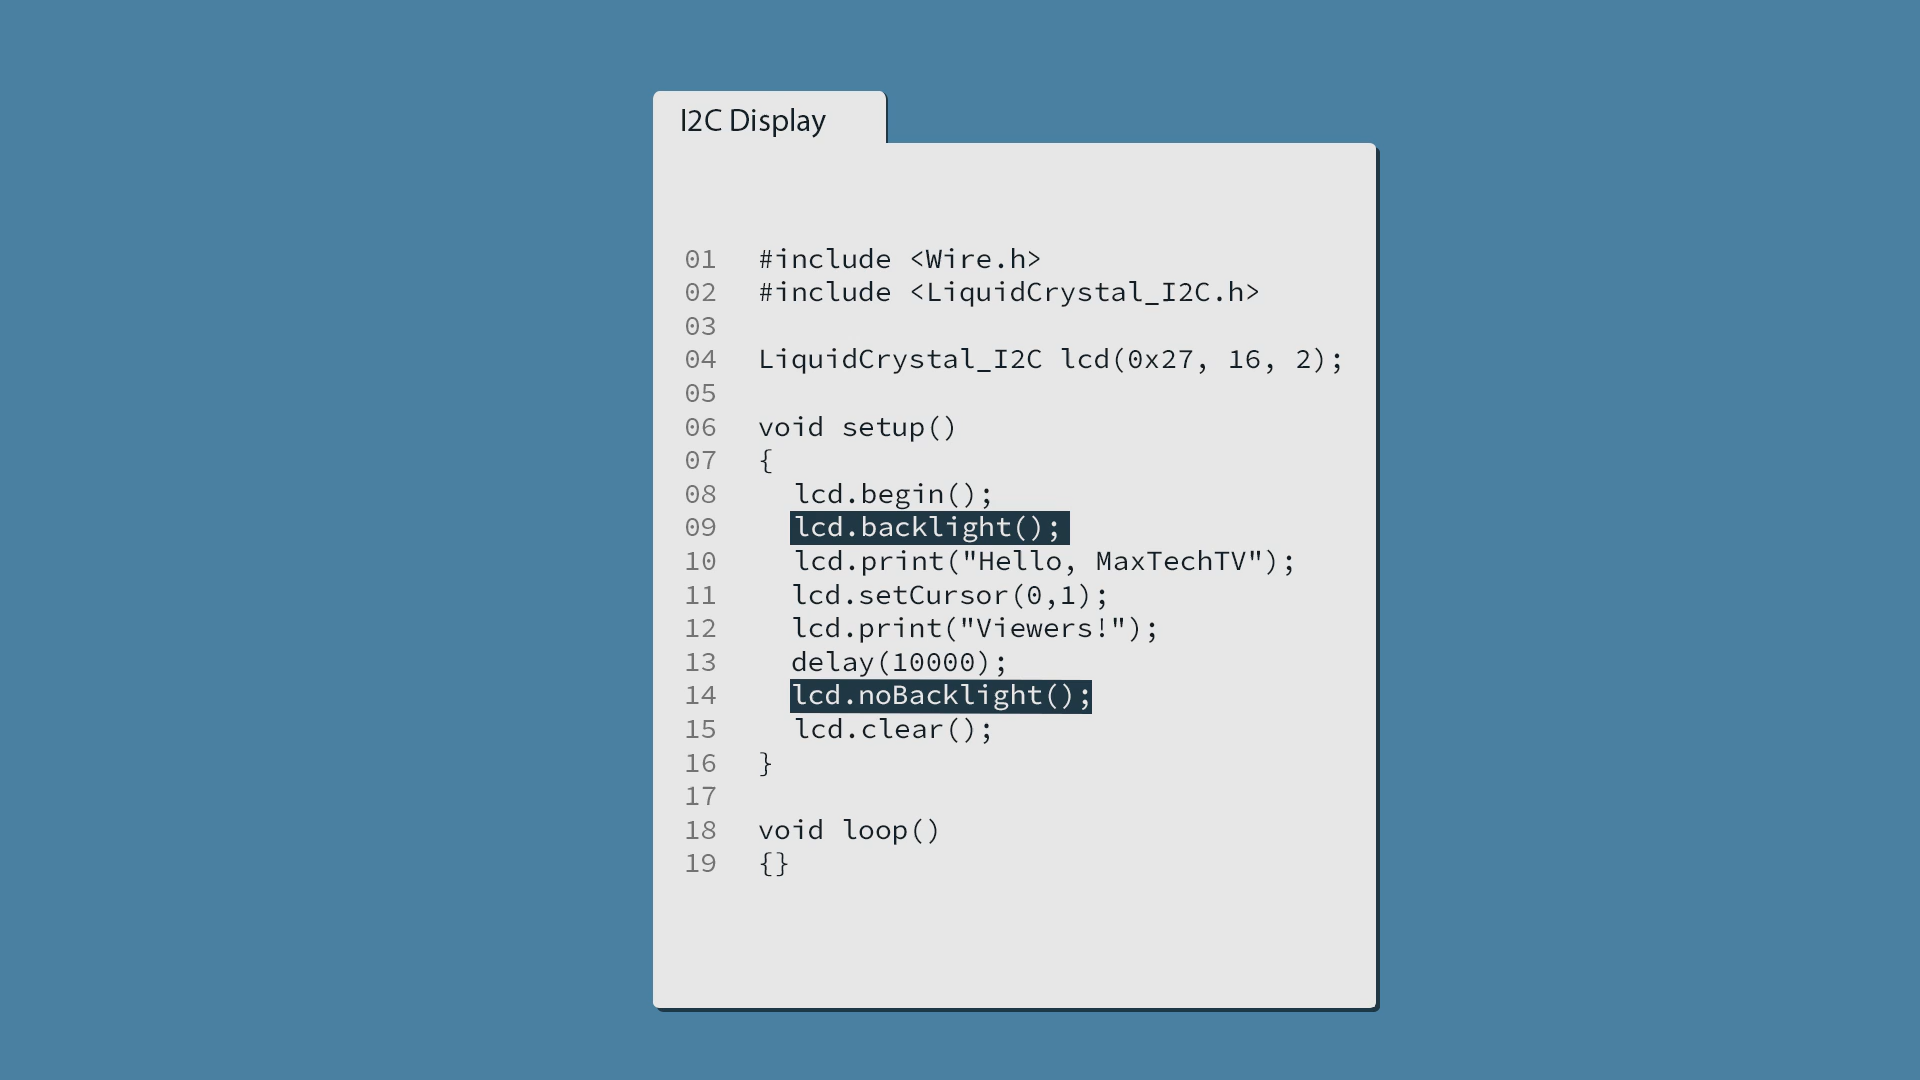 I2C Display
01 #include <Wire.h>
02 #include <LiquidCrystal_I2C.h>
03
04 LiquidCrystal_I2C lcd(0x27, 16, 2);
05
06 void setup()
07 {
08 lcd.begin();
09 lcd.backlight();
10 lcd.print("Hello, MaxTechTV");
11 lcd.setCursor(0,1);
12 lcd.print("Viewers!");
13 delay(10000);
14 lcd.noBacklight();
15 lcd.clear();
16 }
17
18 void loop()
19 {}